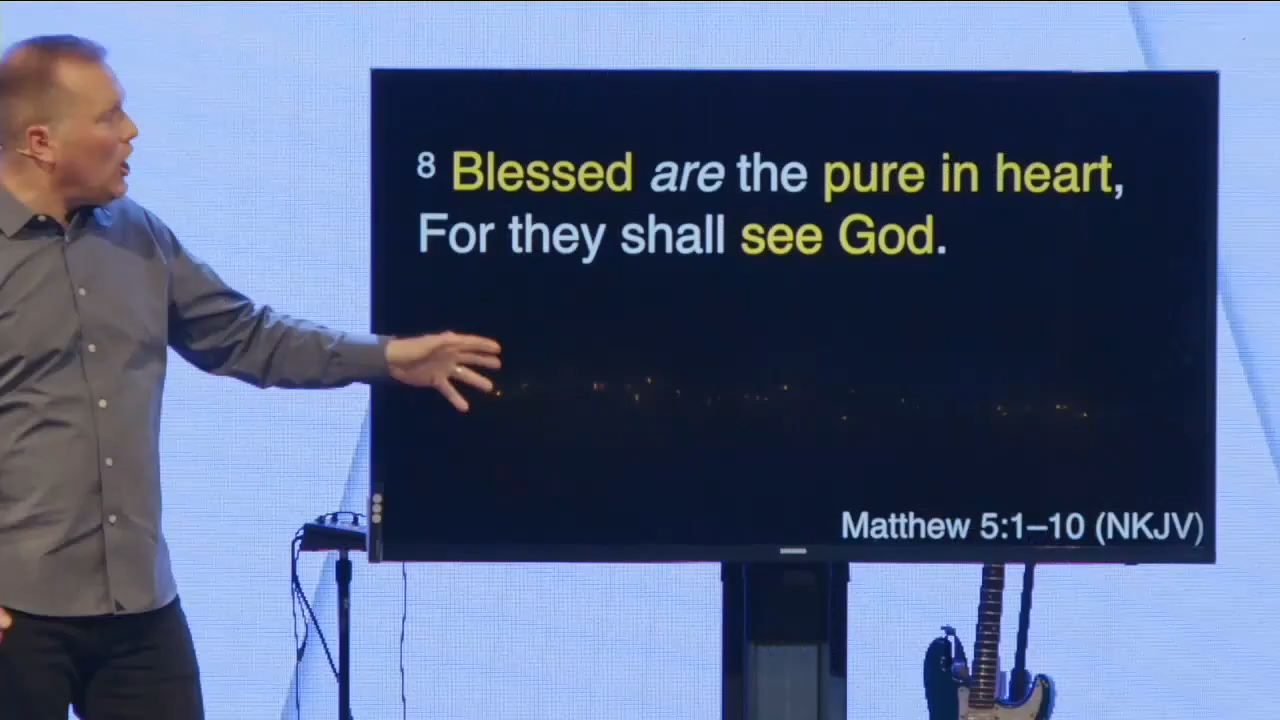 8 Blessed are the pure in heart,
For they shall see God.
Matthew 5:1–10 (NKJV)